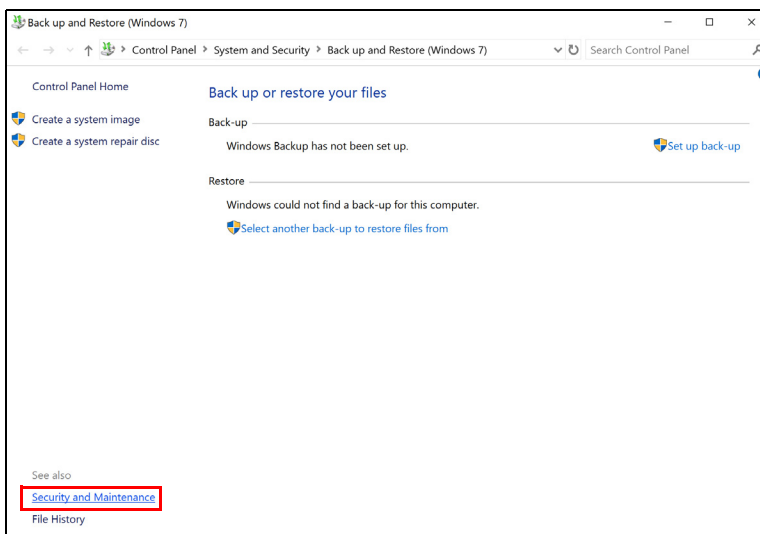 Back up and Restore (Windows 7)
Control Panel > System and Security > Back up and Restore (Windows 7)
Search Control Panel
Control Panel Home
Create a system image
Create a system repair disc
Back up or restore your files
Back-up
Windows Backup has not been set up.
Set up back-up
Restore
Windows could not find a back-up for this computer.
Select another back-up to restore files from
See also
Security and Maintenance
File History